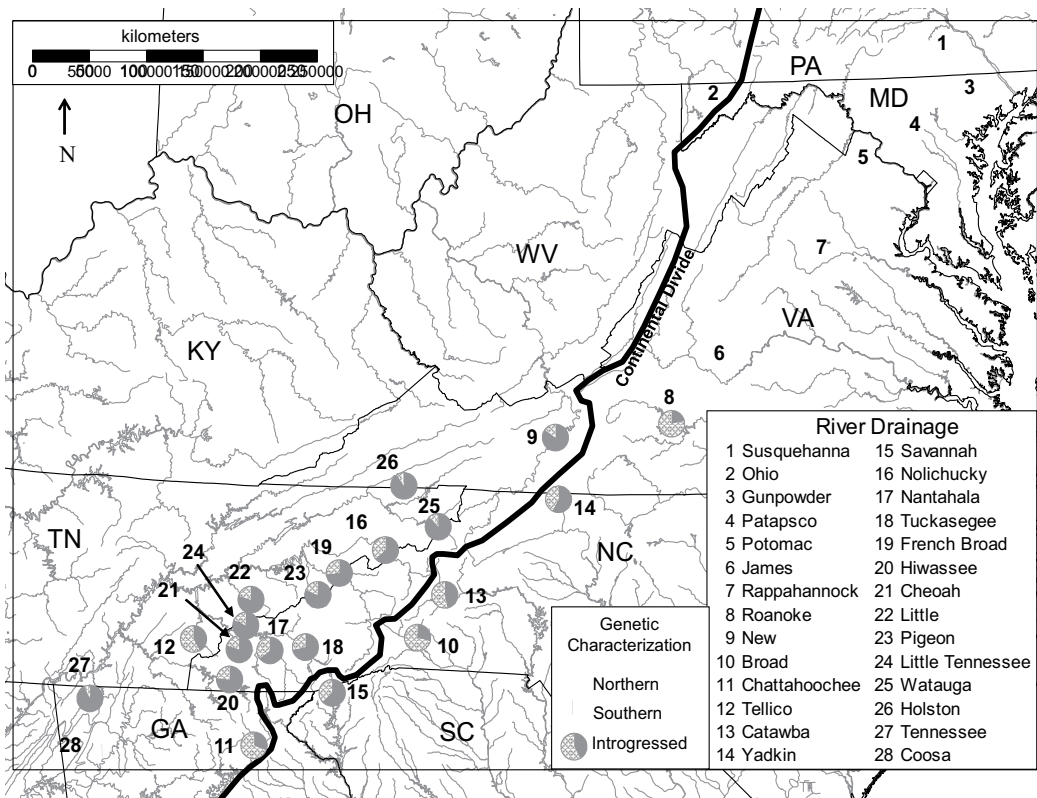 kilometers
0 50000 100000 150000 200000 250000
N
OH
PA
MD
WV
VA
KY
TN
NC
GA
SC
Continental Divide
1
2
3
4
5
6
7
8
9
26
25
14
16
19
24
23
22
21
13
17
12
18
10
27
20
15
28
11
River Drainage
1 Susquehanna
2 Ohio
3 Gunpowder
4 Patapsco
5 Potomac
6 James
7 Rappahannock
8 Roanoke
9 New
10 Broad
11 Chattahoochee
12 Tellico
13 Catawba
14 Yadkin
15 Savannah
16 Nolichucky
17 Nantahala
18 Tuckasegee
19 French Broad
20 Hiwassee
21 Cheoah
22 Little
23 Pigeon
24 Little Tennessee
25 Watauga
26 Holston
27 Tennessee
28 Coosa
Genetic
Characterization
Northern
Southern
Introgressed